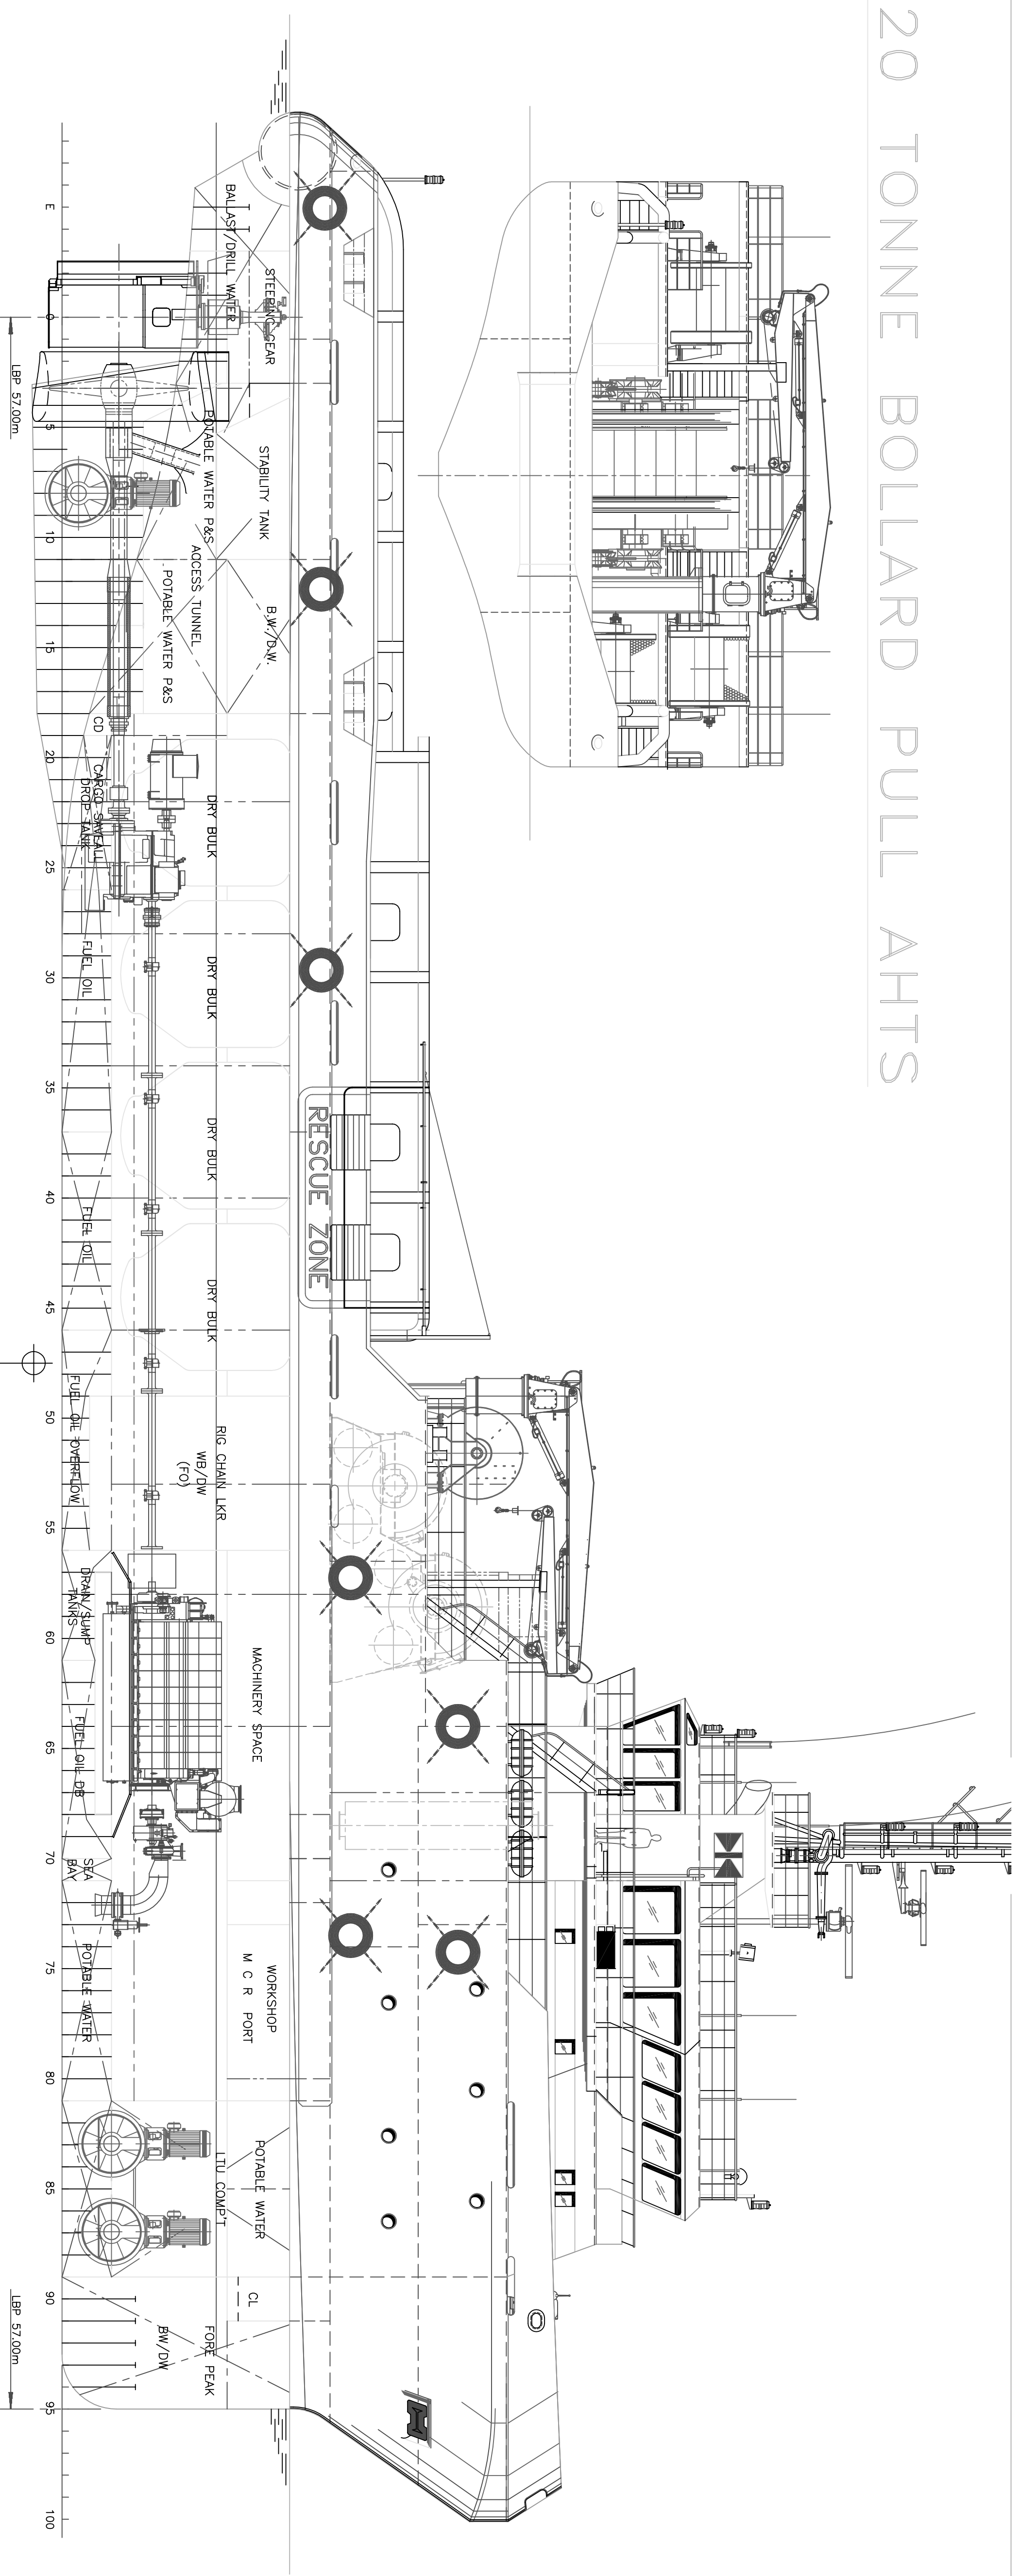 20 TONNE BOLLARD PULL AHTS
RESCUE ZONE
BALLAST/DRILL WATER
STEERING GEAR
POTABLE WATER P&S
STABILITY TANK
ACCESS TUNNEL
POTABLE WATER P&S
B.W./D.W.
CD
CARGO SAVEALL
DROP TANK
DRY BULK
DRY BULK
DRY BULK
DRY BULK
FUEL OIL
FUEL OIL
FUEL OIL OVERFLOW
RIG CHAIN LKR
WB/DW
(FO)
DRAIN/SUMP
TANKS
MACHINERY SPACE
FUEL OIL DB
SEA
BAY
WORKSHOP
M C R PORT
POTABLE WATER
POTABLE WATER
LTU COMP'T
CL
FORE PEAK
BW/DW
E
0
5
10
15
20
25
30
35
40
45
50
55
60
65
70
75
80
85
90
95
100
LBP 57.00m
LBP 57.00m